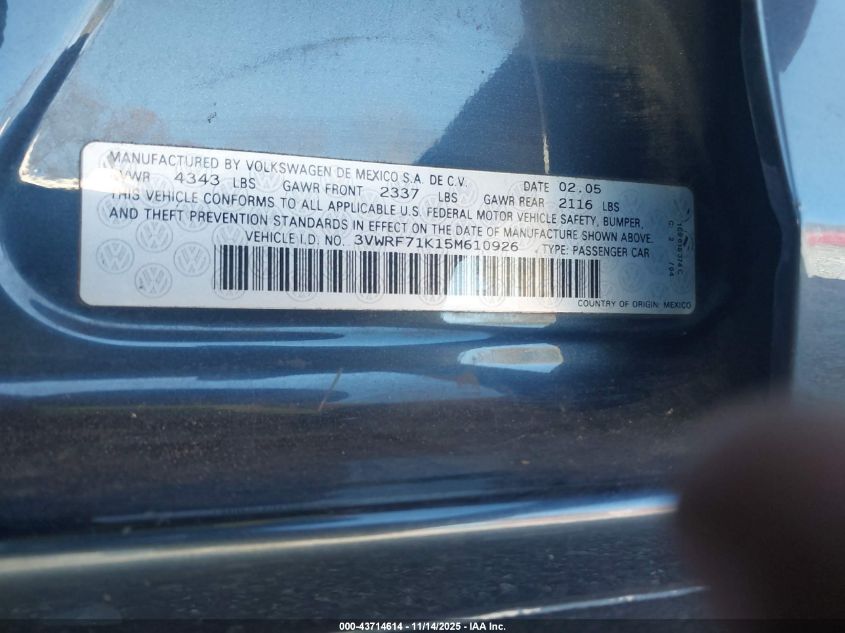 MANUFACTURED BY VOLKSWAGEN DE MEXICO S.A. DE C.V. DATE 02.05
GVWR 4343 LBS GAWR FRONT 2337 LBS GAWR REAR 2116 LBS
THIS VEHICLE CONFORMS TO ALL APPLICABLE U.S. FEDERAL MOTOR VEHICLE SAFETY, BUMPER,
AND THEFT PREVENTION STANDARDS IN EFFECT ON THE DATE OF MANUFACTURE SHOWN ABOVE.
VEHICLE I.D. NO. 3VWRF71K15M610926 TYPE: PASSENGER CAR
COUNTRY OF ORIGIN: MEXICO
000-43714614 - 11/14/2025 - IAA Inc.